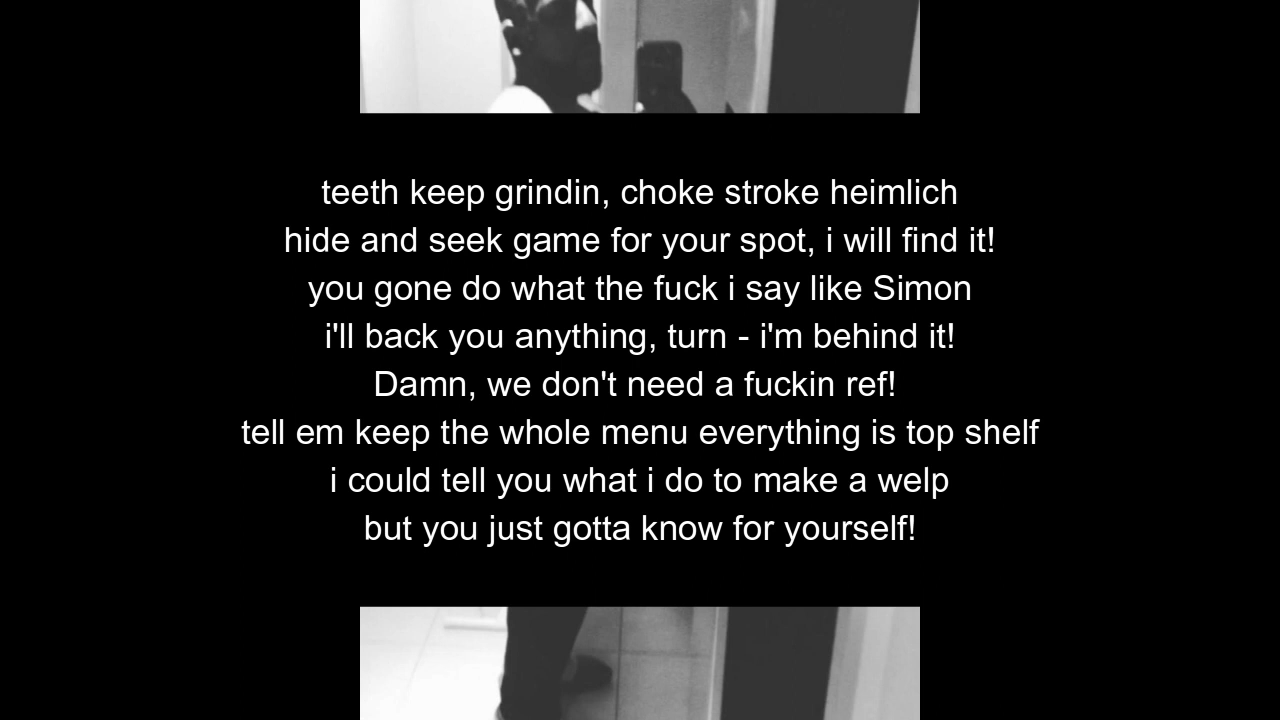 teeth keep grindin, choke stroke heimlich
hide and seek game for your spot, i will find it!
you gone do what the fuck i say like Simon
i'll back you anything, turn - i'm behind it!
Damn, we don't need a fuckin ref!
tell em keep the whole menu everything is top shelf
i could tell you what i do to make a welp
but you just gotta know for yourself!